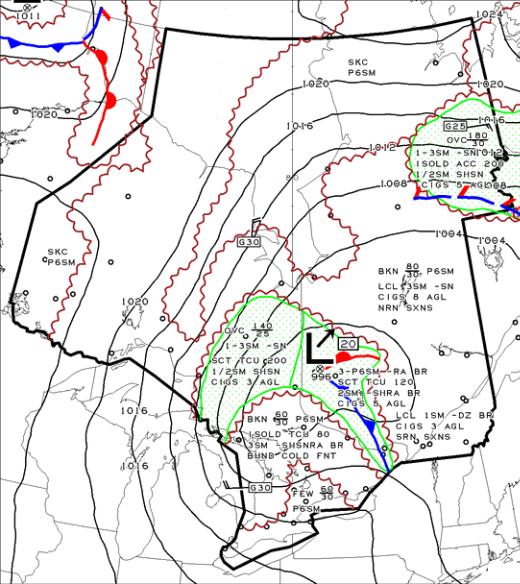 1011
1024
SKC
P6SM
1020
1020
1020
1016
G25
1016
OVC 180
30
1-3SM -SN
1012
1012
ISOLD ACC 200
1/2SM SHSN
1008
CIGS 5 AGL
1008
1004
1004
G30
SKC
P6SM
BKN 80 P6SM
30
LCL 3SM -SN
CIGS 8 AGL
NRN SXNS
1020
OVC 140
25
1-3SM -SN
SCT TCU 200
1/2SM SHSN
CIGS 3 AGL
L
20
996
3-P6SM -RA BR
SCT TCU 120
2SM -SHRA BR
CIGS 5 AGL
1016
BKN 60 P6SM
30
ISOLD TCU 80
3SM -SHSNRA BR
BHND COLD FNT
LCL 1SM -DZ BR
CIGS 3 AGL
SRN SXNS
1016
G30
FEW 60
30
P6SM